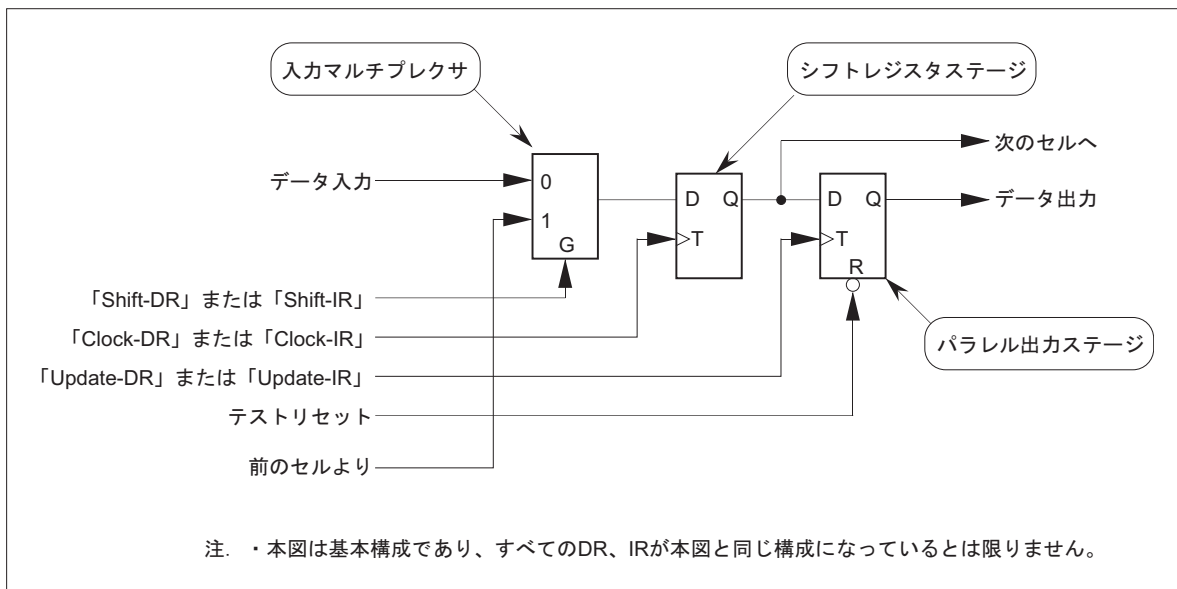 入力マルチプレクサ
シフトレジスタステージ
次のセルへ
データ入力
0
D Q
D Q
データ出力
1
T
T
G
R
「Shift-DR」または「Shift-IR」
「Clock-DR」または「Clock-IR」
パラレル出力ステージ
「Update-DR」または「Update-IR」
テストリセット
前のセルより
注. ・本図は基本構成であり、すべてのDR、IRが本図と同じ構成になっているとは限りません。